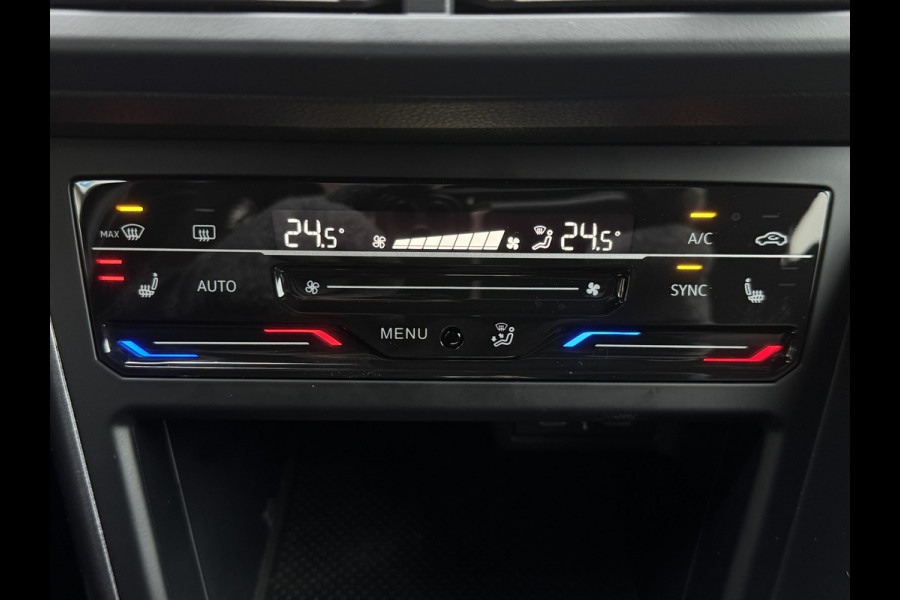 MAX
24.5° 24.5°
A/C
AUTO
SYNC
MENU